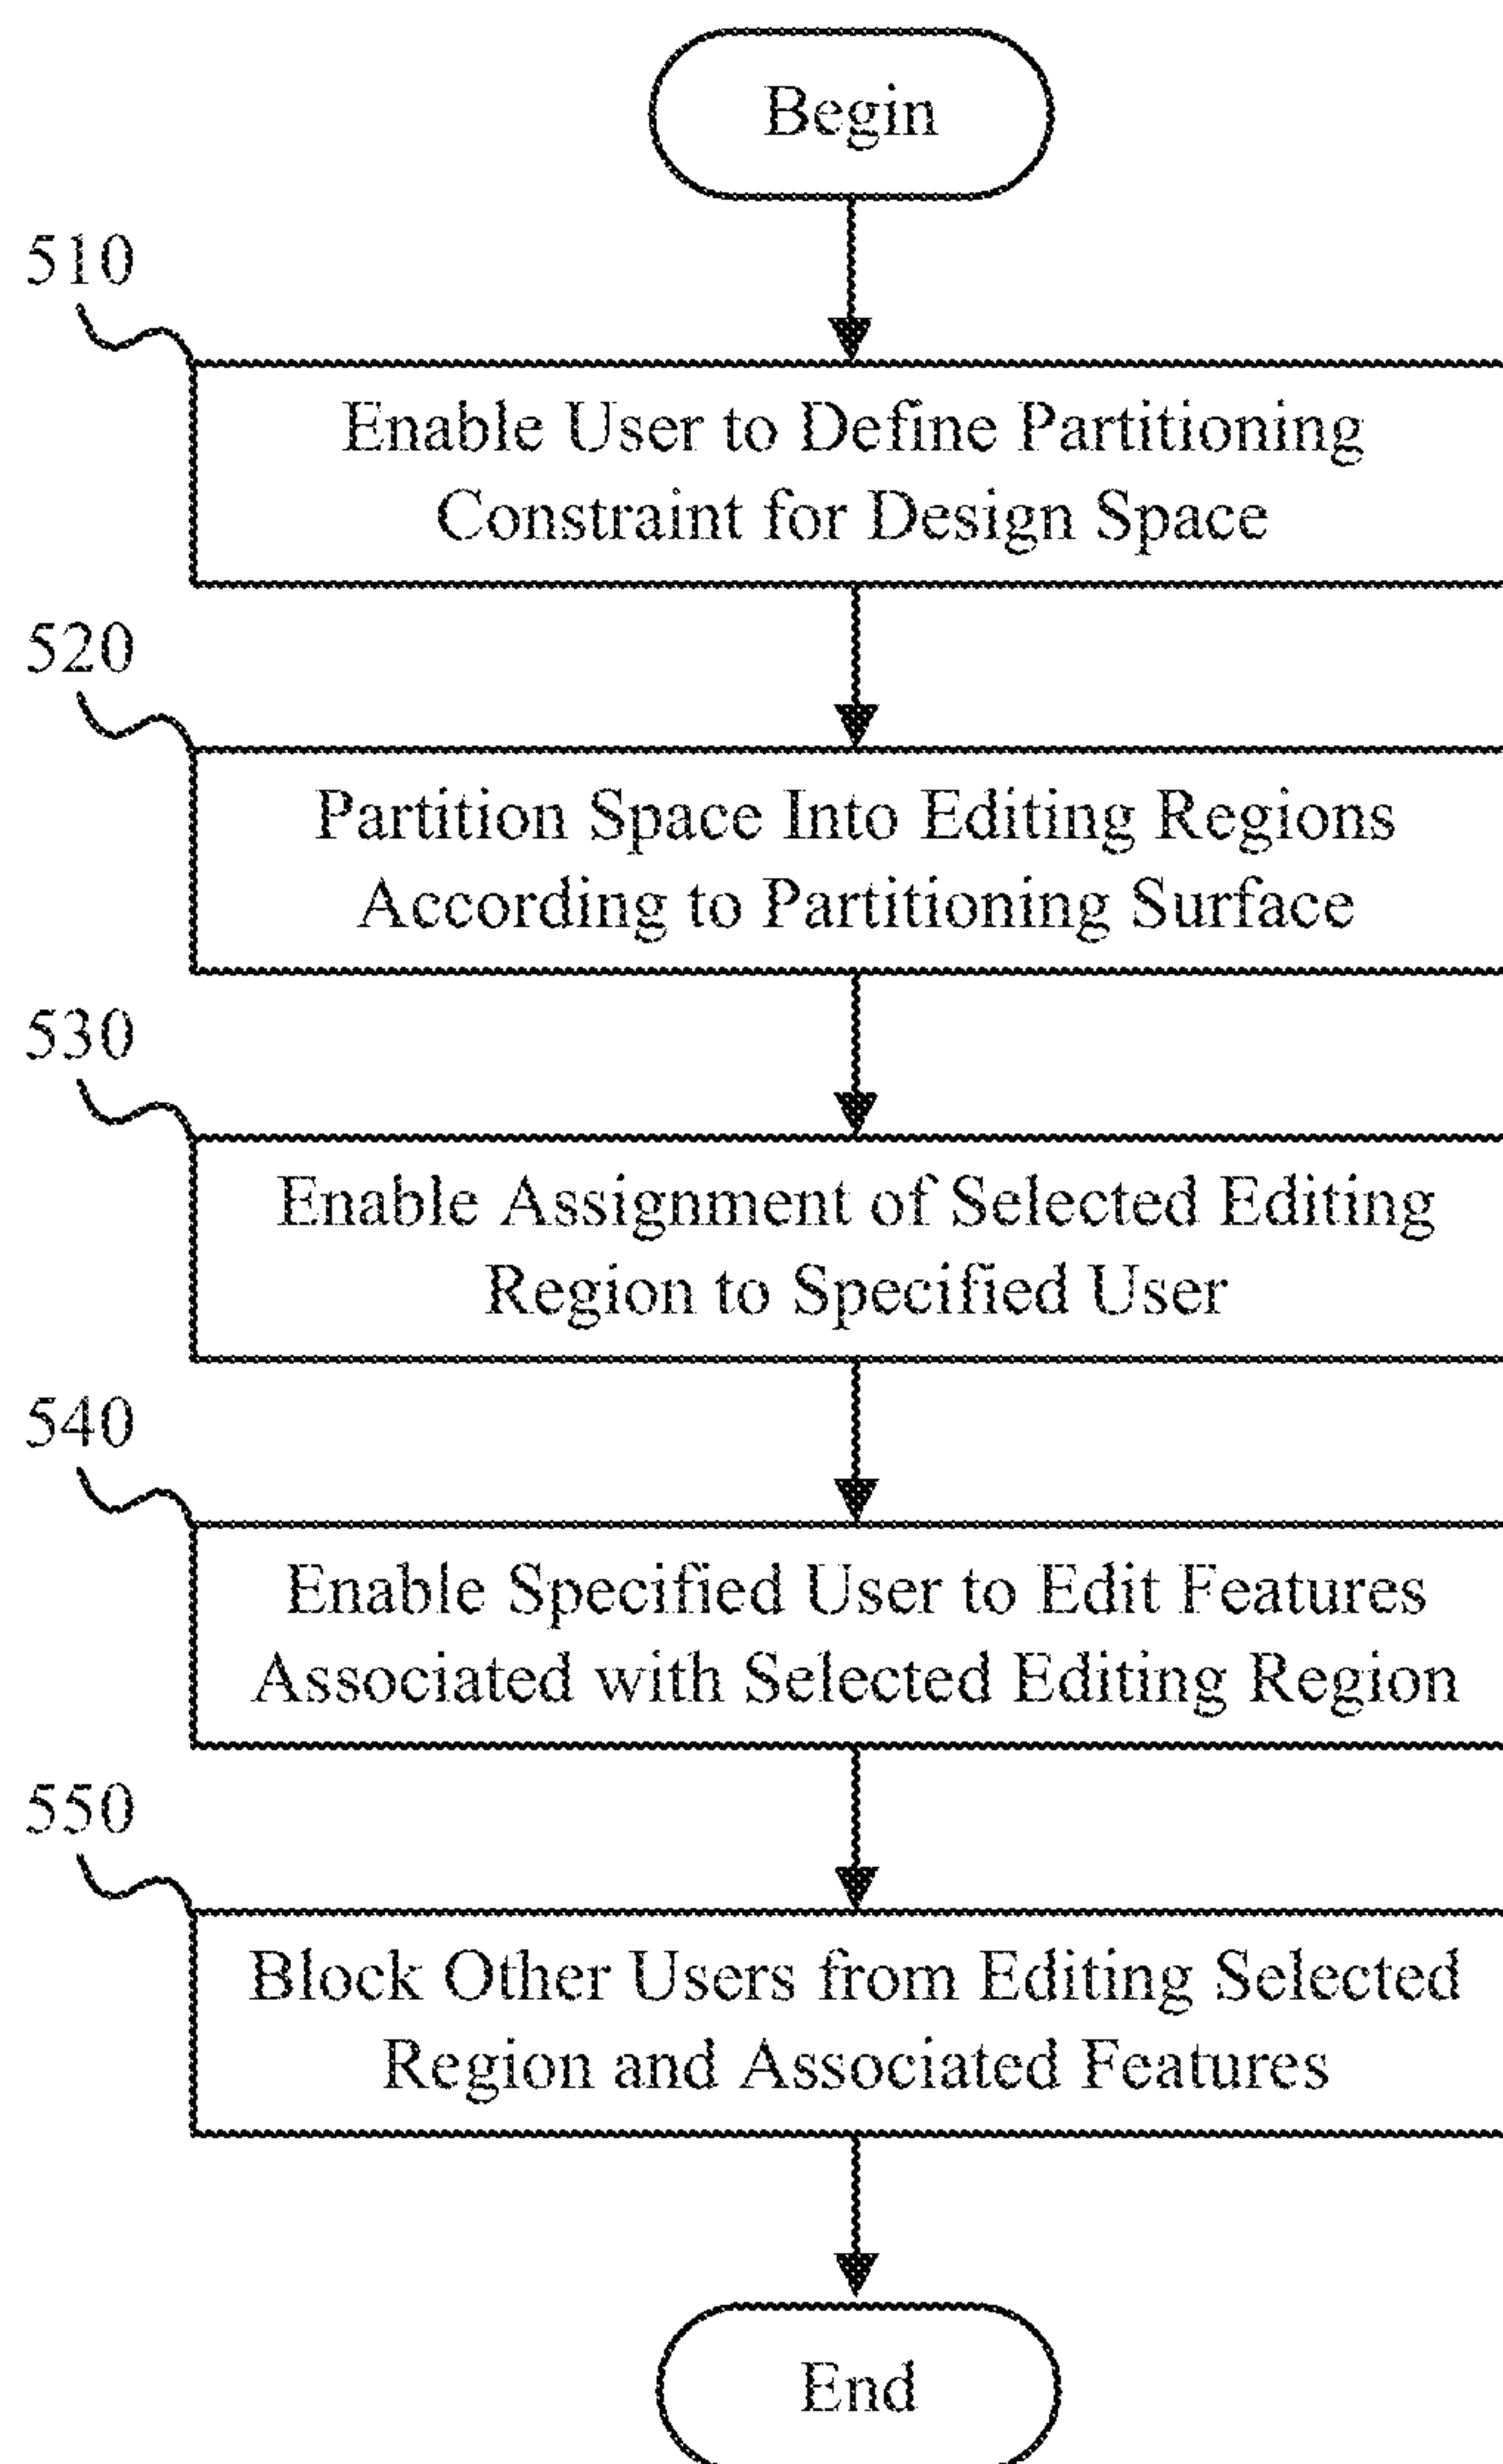 Begin
510
Enable User to Define Partitioning
Constraint for Design Space
520
Partition Space Into Editing Regions
According to Partitioning Surface
530
Enable Assignment of Selected Editing
Region to Specified User
540
Enable Specified User to Edit Features
Associated with Selected Editing Region
550
Block Other Users from Editing Selected
Region and Associated Features
End